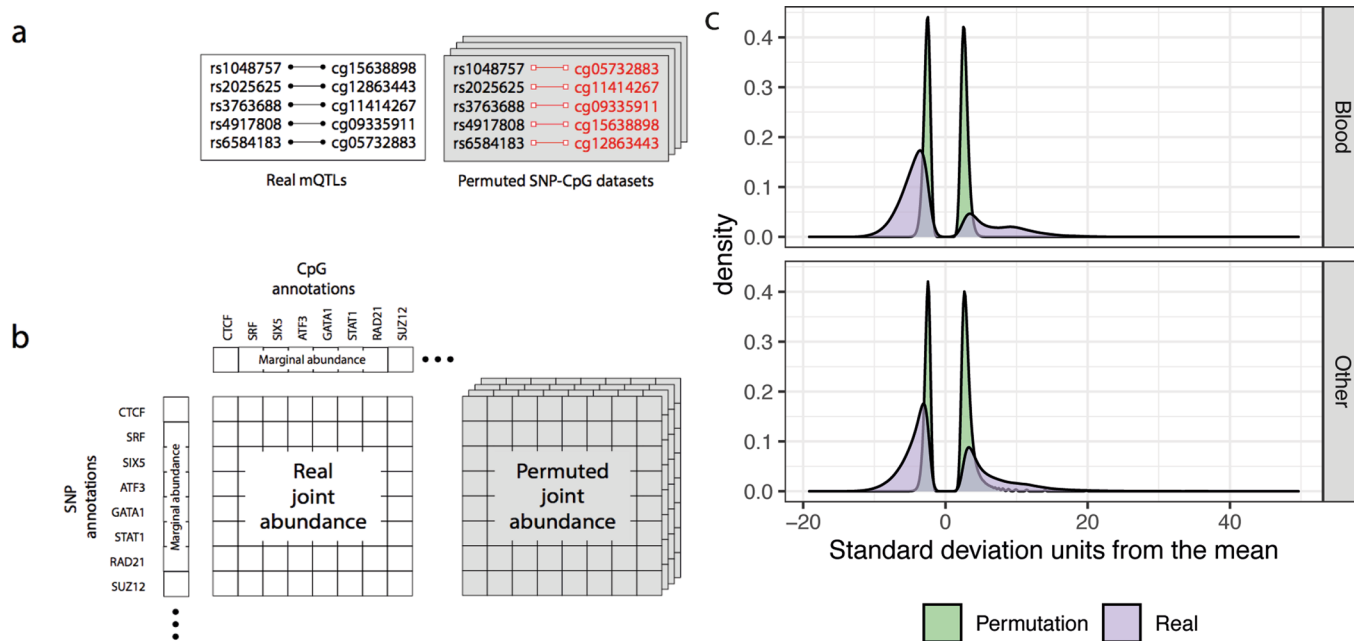 a
rs1048757 cg15638898
rs2025625 cg12863443
rs3763688 cg11414267
rs4917808 cg09335911
rs6584183 cg05732883
Real mQTLs
rs1048757 cg05732883
rs2025625 cg11414267
rs3763688 cg09335911
rs4917808 cg15638898
rs6584183 cg12863443
Permuted SNP-CpG datasets
b
CpG
annotations
CTCF
SRF
SIX5
ATF3
GATA1
STAT1
RAD21
SUZ12
Marginal abundance
SNP
annotations
CTCF
SRF
SIX5
ATF3
GATA1
STAT1
RAD21
SUZ12
Marginal abundance
Real
joint
abundance
Permuted
joint
abundance
c
density
0.4
0.3
0.2
0.1
0.0
Blood
0.4
0.3
0.2
0.1
0.0
Other
−20 0 20 40
Standard deviation units from the mean
Permutation Real